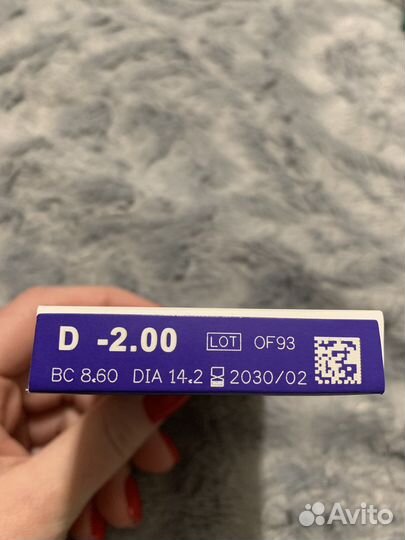 D -2.00 LOT OF93
BC 8.60 DIA 14.2 2030/02
Avito